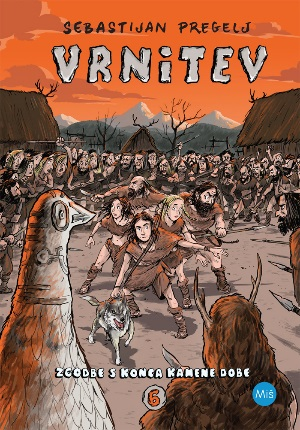 SEBASTIJAN PREGELJ
VRNiTEV
ZGODBE S KONCA KAMENE DOBE
6
Miš